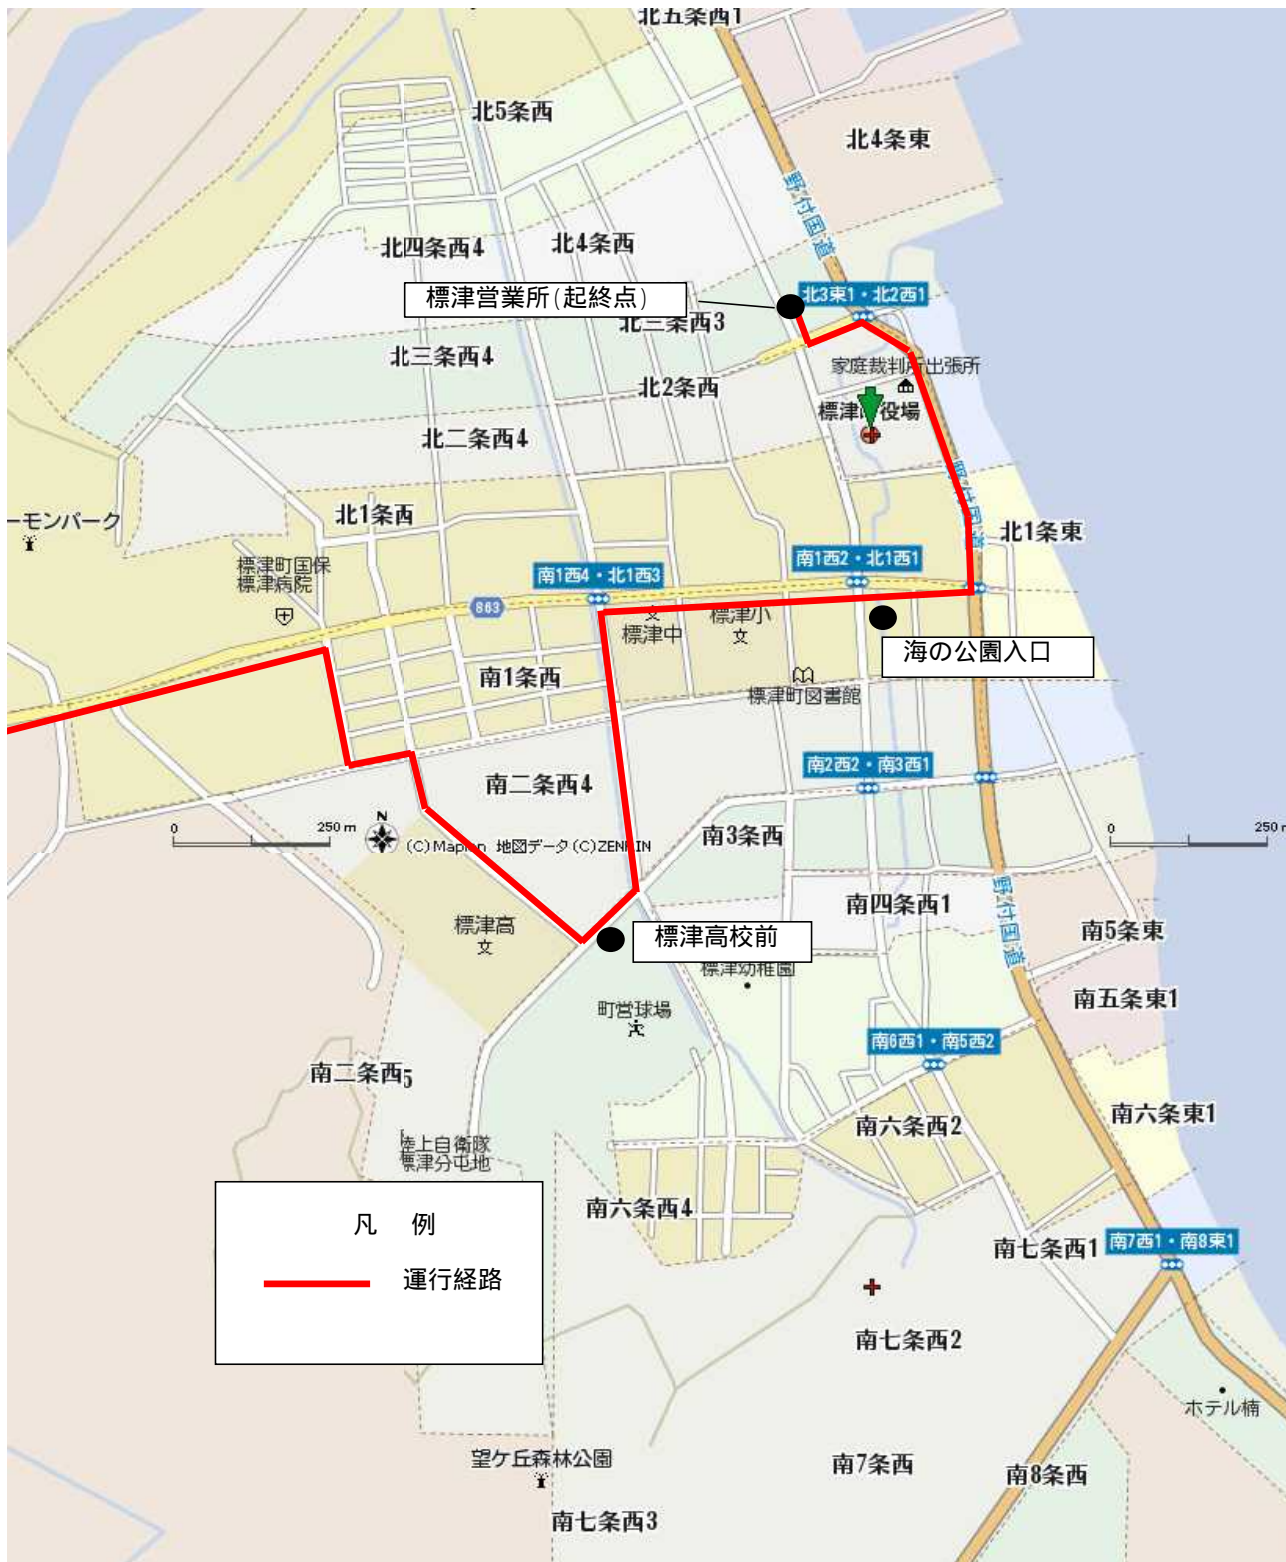 北五条西1
北5条西
北4条東
野付国道
北四条西4
北4条西
標津営業所(起終点)
北3東1・北2西1
北三条西3
北三条西4
家庭裁判所出張所
北2条西
標津町役場
北二条西4
野付国道
北1条西
ーモンパーク
北1条東
標津町国保
標津病院
南1西4・北1西3
南1西2・北1西1
863
標津中
標津小
文
文
海の公園入口
南1条西
標津町図書館
南二条西4
南2西2・南3西1
0
250 m
N
(C)Mapion 地図データ(C)ZENRIN
南3条西
0
250 m
野付国道
南四条西1
標津高
文
標津高校前
南5条東
標津幼稚園
南五条東1
町営球場
南6西1・南5西2
南二条西5
南六条東1
南六条西2
陸上自衛隊
標津分屯地
南六条西4
凡 例
運行経路
南七条西1
南7西1・南8東1
南七条西2
ホテル楠
望ケ丘森林公園
南7条西
南8条西
南七条西3